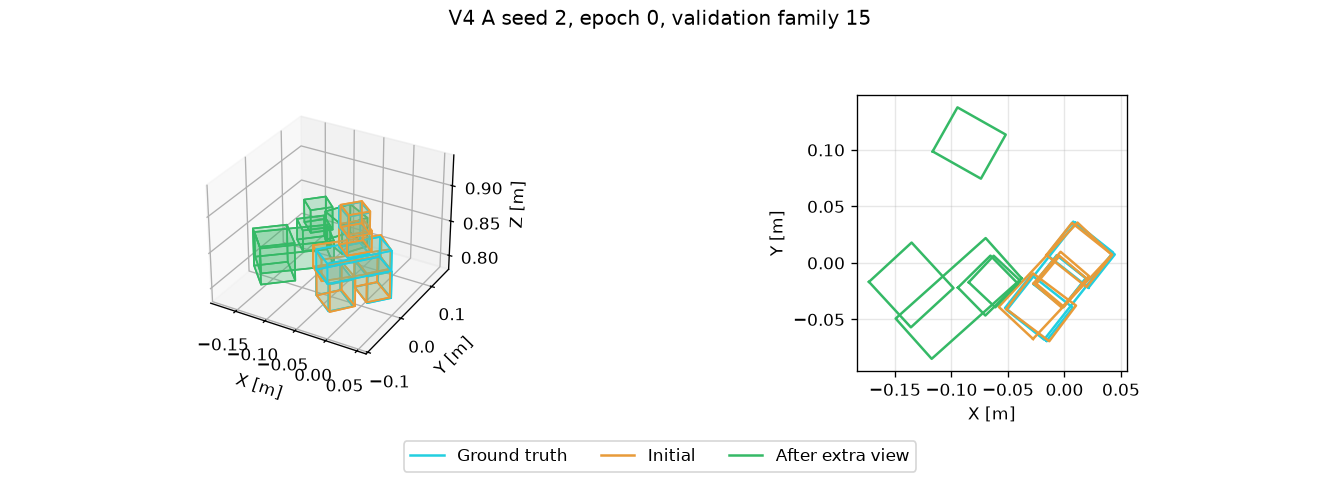 V4 A seed 2, epoch 0, validation family 15
0.90
0.85
0.80
Z [m]
−0.15
−0.10
−0.05
0.00
0.05
X [m]
−0.1
0.0
0.1
Y [m]
0.10
0.05
0.00
−0.05
Y [m]
−0.15 −0.10 −0.05 0.00 0.05
X [m]
Ground truth Initial After extra view